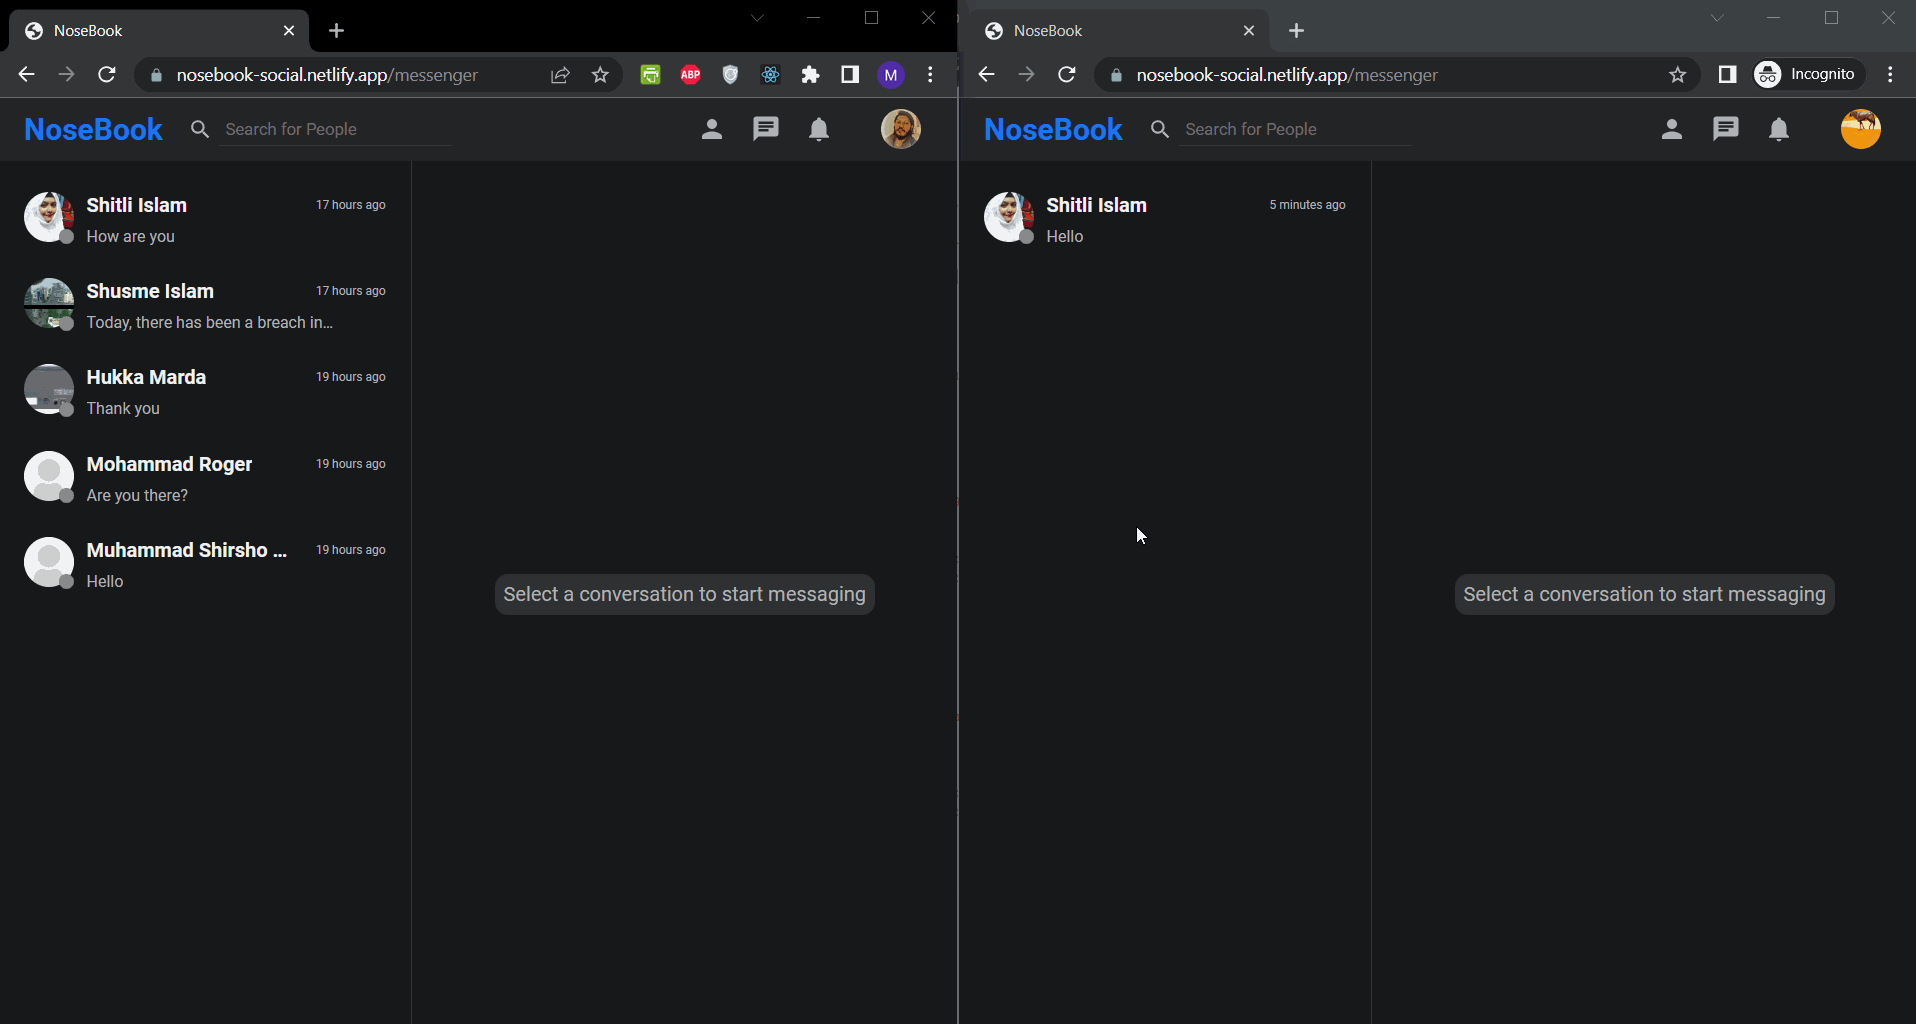 NoseBook
nosebook-social.netlify.app/messenger
ABP
M
NoseBook
Search for People
Shitli Islam
17 hours ago
How are you
Shusme Islam
17 hours ago
Today, there has been a breach in...
Hukka Marda
19 hours ago
Thank you
Mohammad Roger
19 hours ago
Are you there?
Muhammad Shirsho ...
19 hours ago
Hello
Select a conversation to start messaging
NoseBook
nosebook-social.netlify.app/messenger
Incognito
NoseBook
Search for People
Shitli Islam
5 minutes ago
Hello
Select a conversation to start messaging